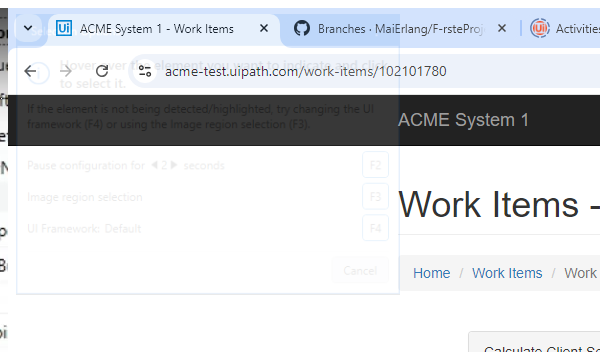 ACME System 1 - Work Items
Branches · MaiErlang/F-rsteProj
Activities
Hover over the element you want to indicate and click
to select it.
acme-test.uipath.com/work-items/102101780
If the element is not being detected/highlighted, try changing the UI
framework (F4) or using the Image region selection (F3).
ACME System 1
Pause configuration for ◀ 2 ▶ seconds
F2
Image region selection
F3
Work Items -
UI Framework: Default
F4
Cancel
Home / Work Items / Work
Calculate Client Se